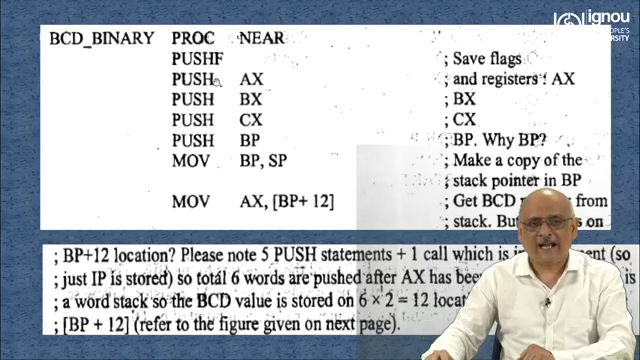 ignou
PEOPLE'S
UNIVERSITY
BCD_BINARY PROC NEAR
PUSHF ; Save flags
PUSH AX ; and registers : AX
PUSH BX ; BX
PUSH CX ; CX
PUSH BP ; BP. Why BP?
MOV BP, SP ; Make a copy of the
; stack pointer in BP
MOV AX, [BP+ 12] ; Get BCD from
; stack. But on
; BP+12 location? Please note 5 PUSH statements + 1 call which is (so
; just IP is stored) so total 6 words are pushed after AX has is
; a word stack so the BCD value is stored on 6 × 2 = 12
; [BP + 12] (refer to the figure given on next page).